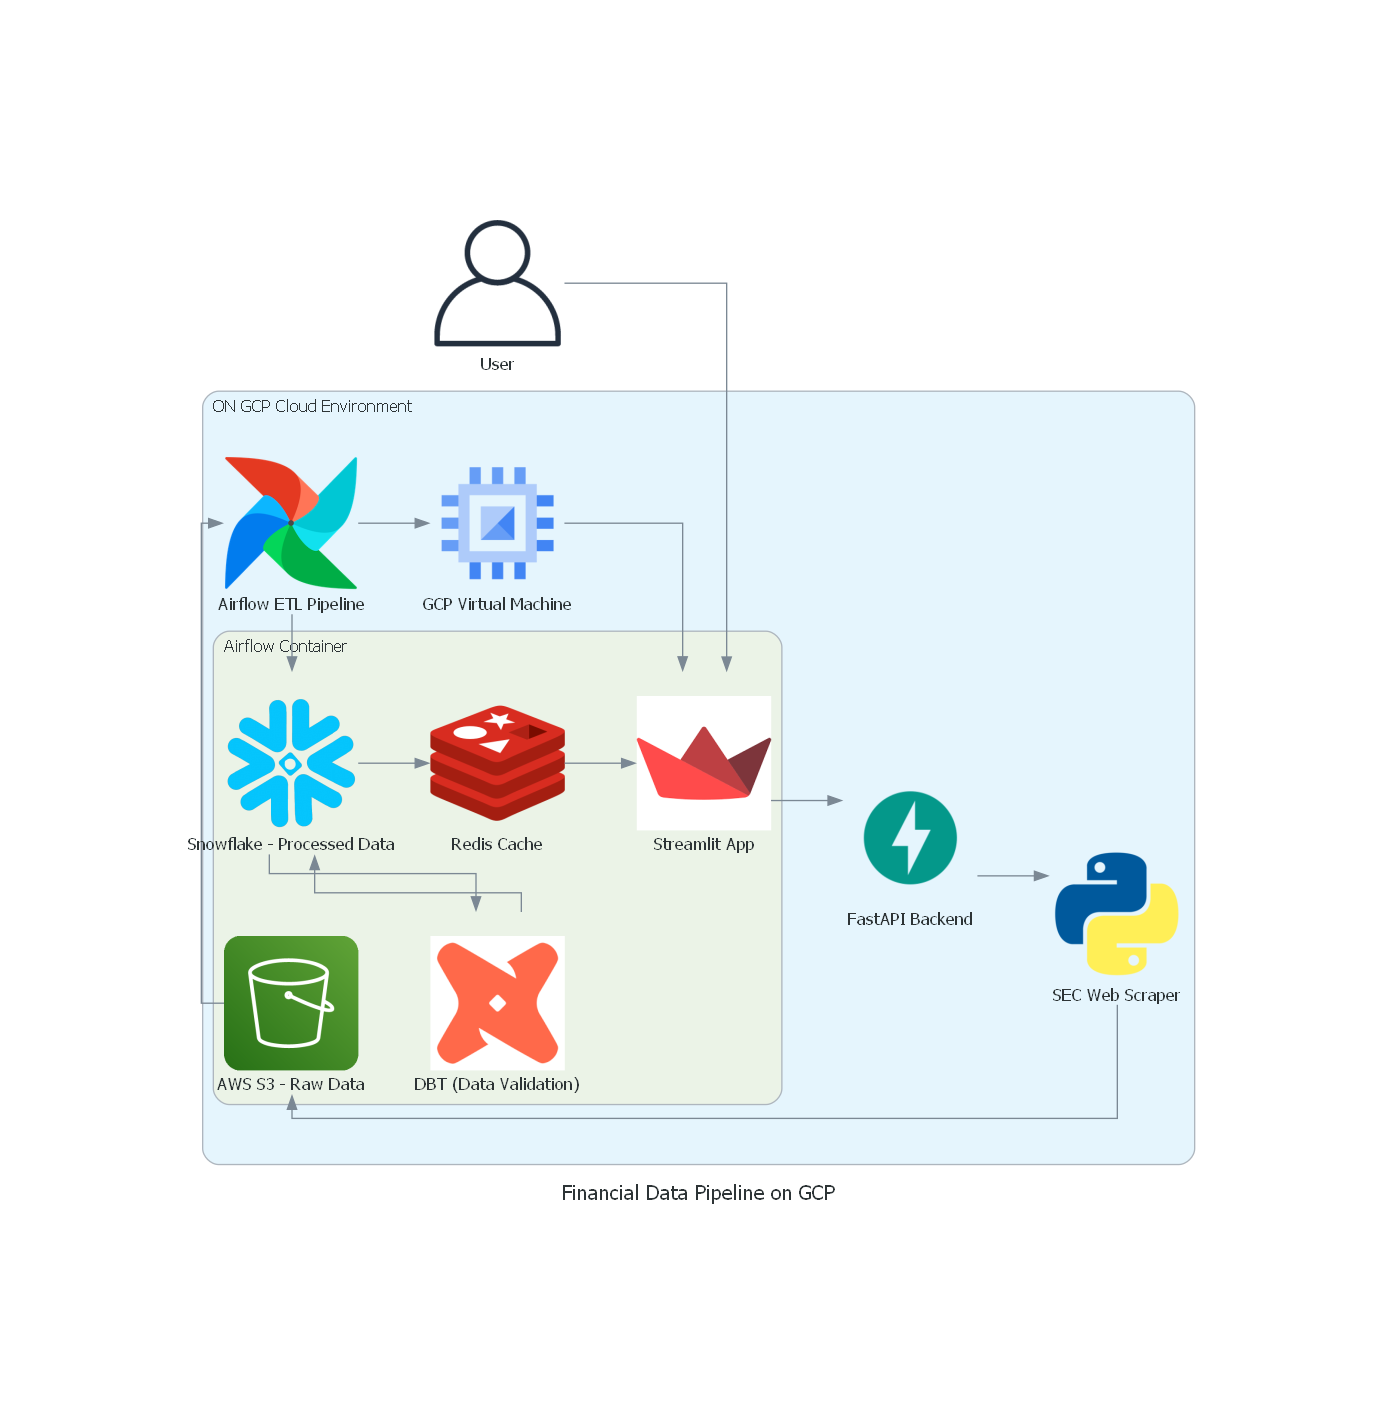 User
ON GCP Cloud Environment
Airflow ETL Pipeline
GCP Virtual Machine
Airflow Container
Snowflake - Processed Data
Redis Cache
Streamlit App
FastAPI Backend
SEC Web Scraper
AWS S3 - Raw Data
DBT (Data Validation)
Financial Data Pipeline on GCP